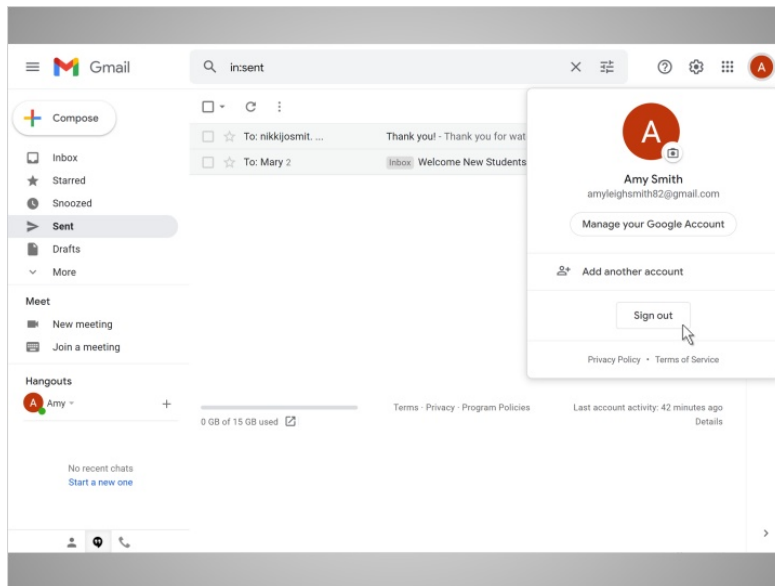 Gmail
in:sent
A
Compose
Inbox
Starred
Snoozed
Sent
Drafts
More
Meet
New meeting
Join a meeting
Hangouts
A Amy
No recent chats
Start a new one
To: nikkijosmit. ... Thank you! - Thank you for wat
To: Mary 2 Inbox Welcome New Students
0 GB of 15 GB used
Terms · Privacy · Program Policies
Last account activity: 42 minutes ago
Details
A
Amy Smith
amyleighsmith82@gmail.com
Manage your Google Account
Add another account
Sign out
Privacy Policy • Terms of Service